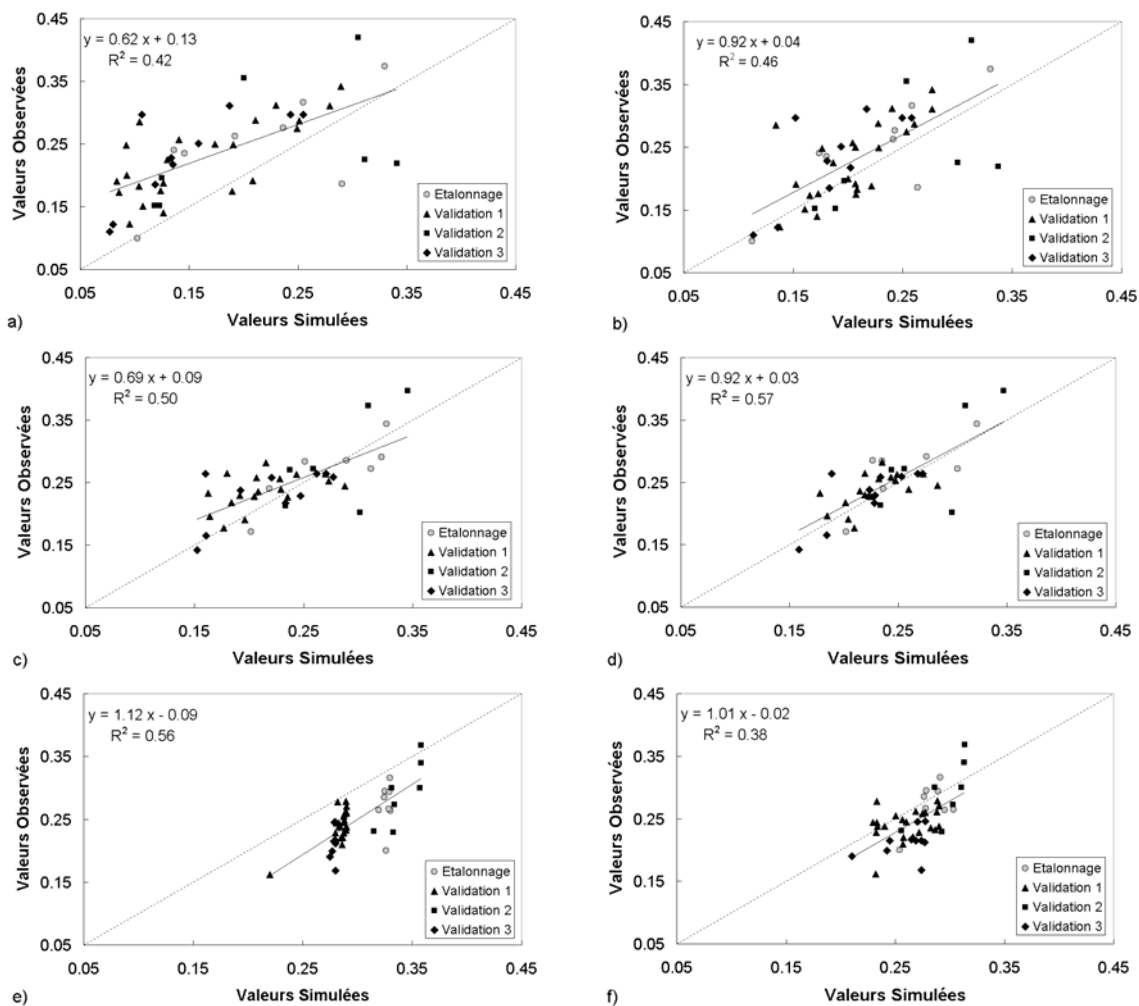 0.45
0.35
0.25
0.15
0.05
Valeurs Observées
y = 0.62 x + 0.13
R² = 0.42
Etalonnage
Validation 1
Validation 2
Validation 3
0.05 0.15 0.25 0.35 0.45
Valeurs Simulées
a)
0.45
0.35
0.25
0.15
0.05
Valeurs Observées
y = 0.92 x + 0.04
R² = 0.46
Etalonnage
Validation 1
Validation 2
Validation 3
0.05 0.15 0.25 0.35 0.45
Valeurs Simulées
b)
0.45
0.35
0.25
0.15
0.05
Valeurs Observées
y = 0.69 x + 0.09
R² = 0.50
Etalonnage
Validation 1
Validation 2
Validation 3
0.05 0.15 0.25 0.35 0.45
Valeurs Simulées
c)
0.45
0.35
0.25
0.15
0.05
Valeurs Observées
y = 0.92 x + 0.03
R² = 0.57
Etalonnage
Validation 1
Validation 2
Validation 3
0.05 0.15 0.25 0.35 0.45
Valeurs Simulées
d)
0.45
0.35
0.25
0.15
0.05
Valeurs Observées
y = 1.12 x - 0.09
R² = 0.56
Etalonnage
Validation 1
Validation 2
Validation 3
0.05 0.15 0.25 0.35 0.45
Valeurs Simulées
e)
0.45
0.35
0.25
0.15
0.05
Valeurs Observées
y = 1.01 x - 0.02
R² = 0.38
Etalonnage
Validation 1
Validation 2
Validation 3
0.05 0.15 0.25 0.35 0.45
Valeurs Simulées
f)